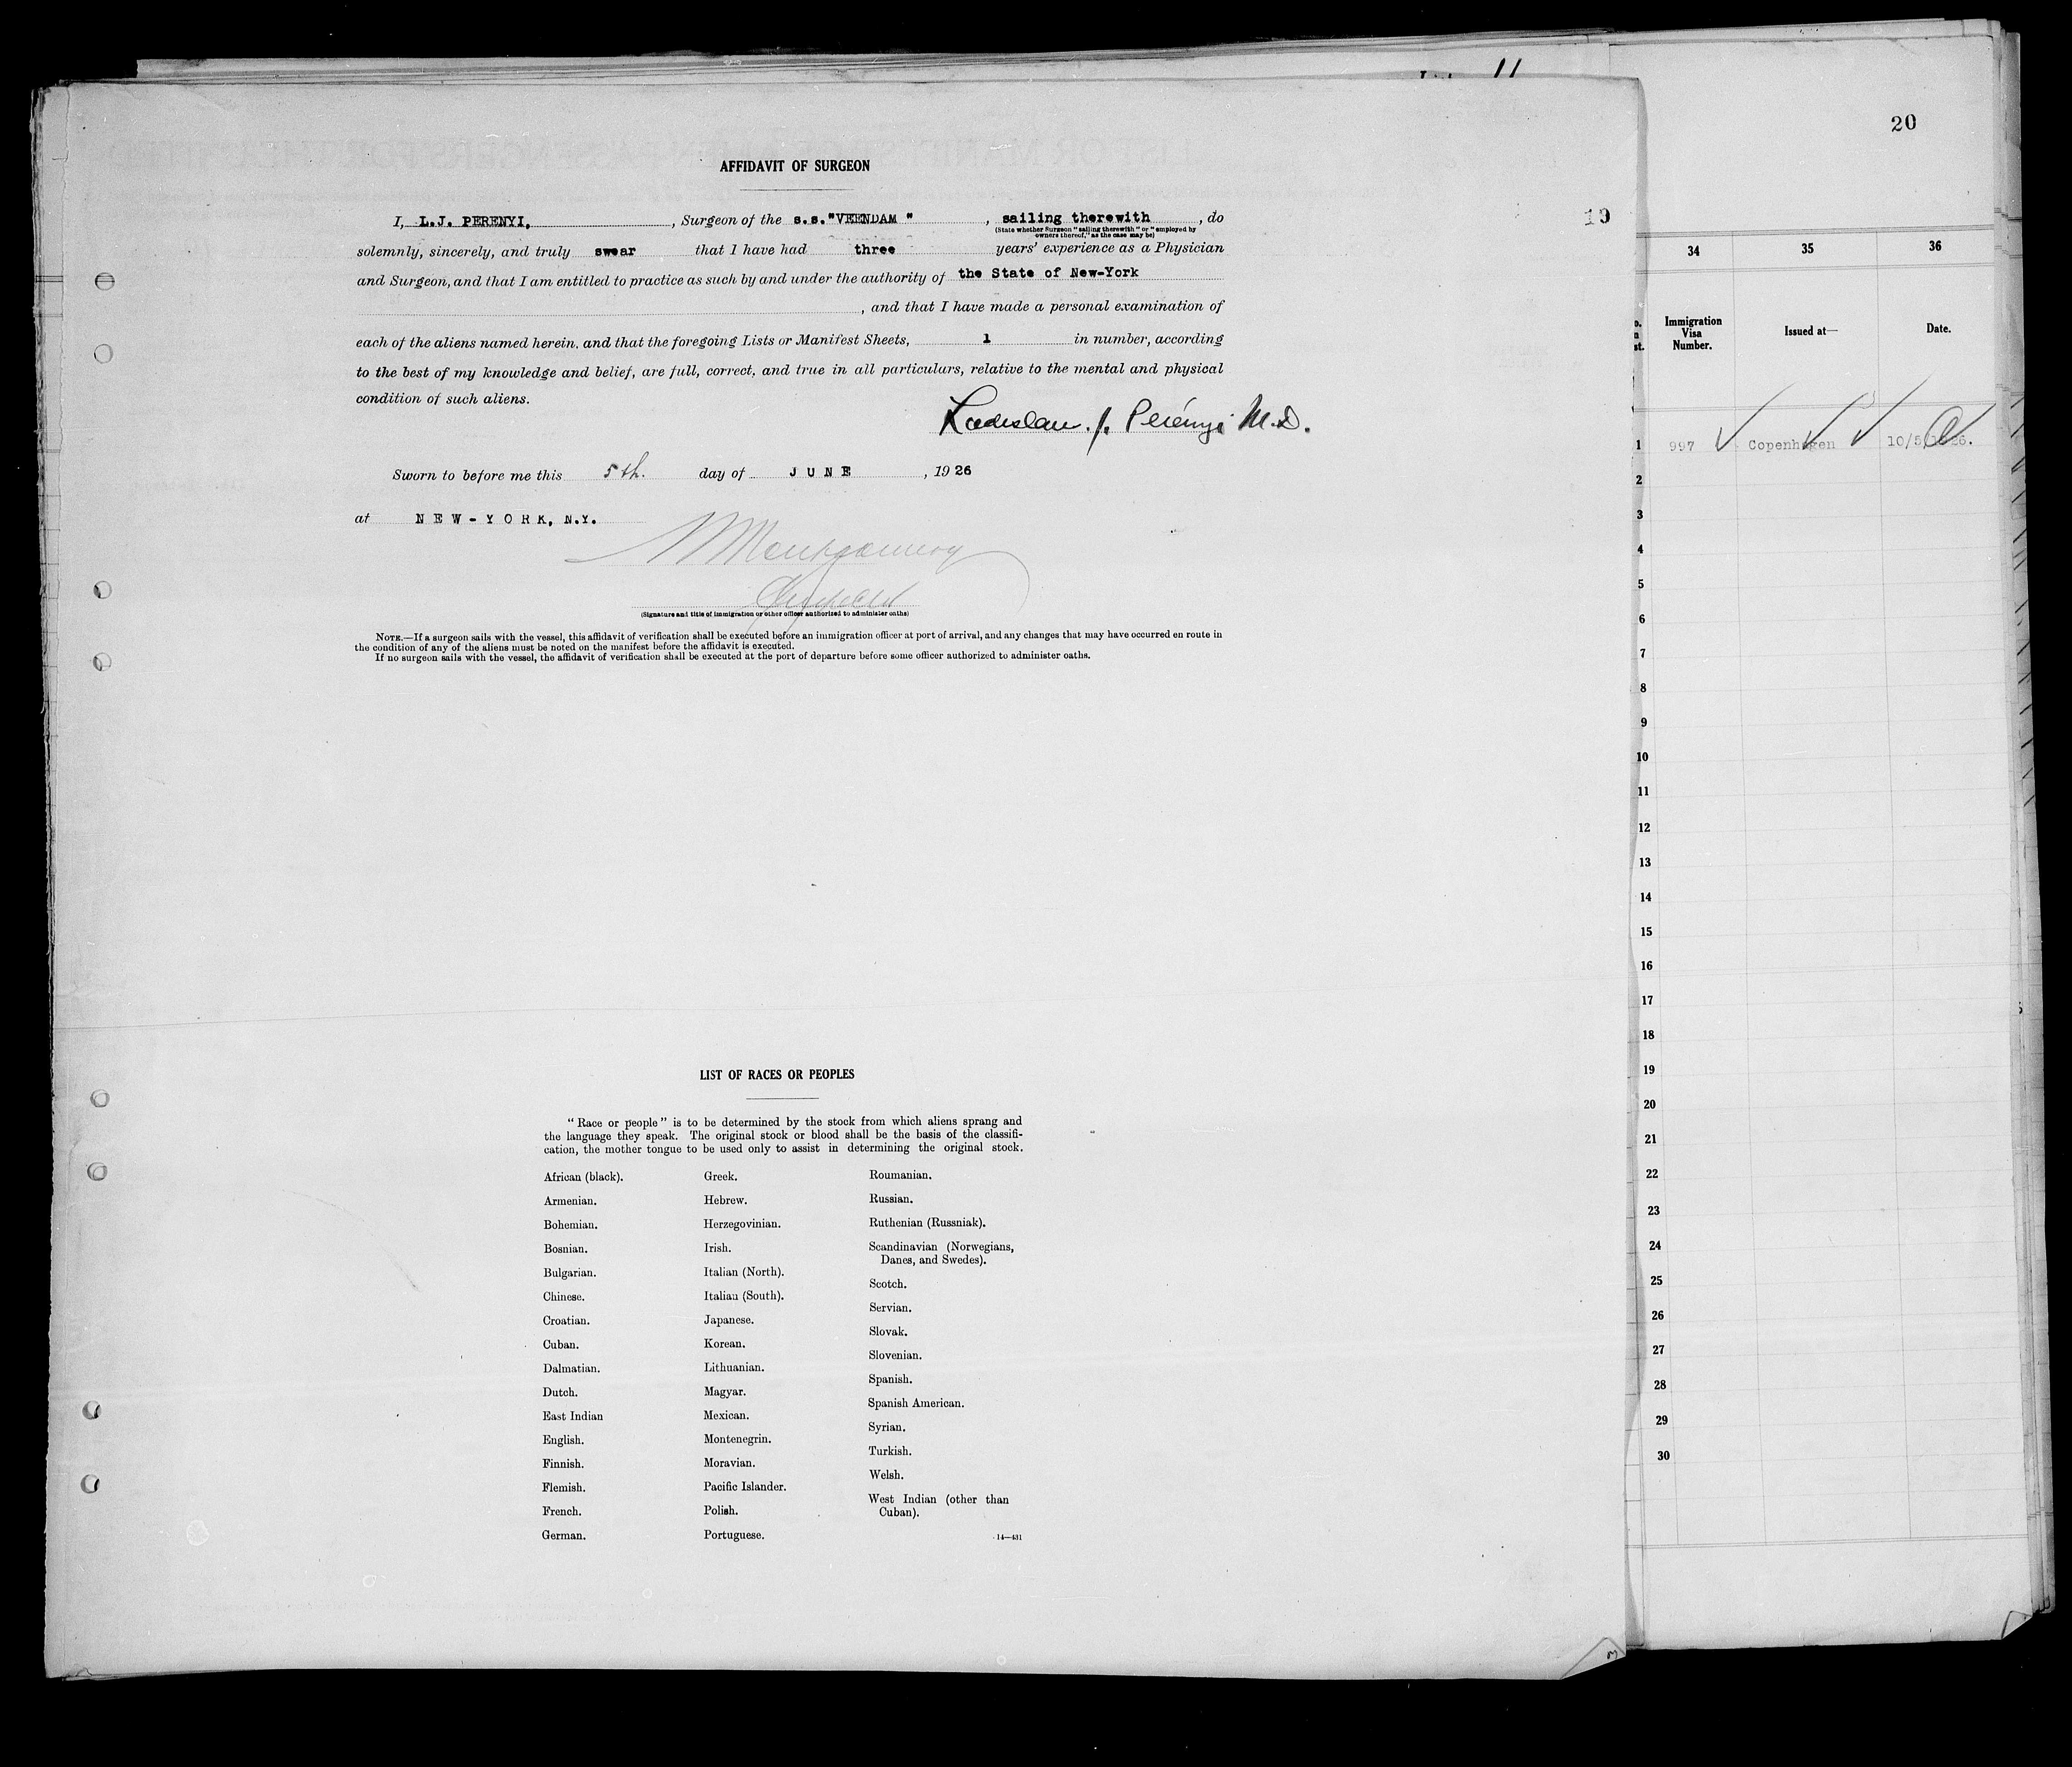 11
20
19
AFFIDAVIT OF SURGEON
I, L.J. PERENYI, , Surgeon of the s.s."VEENDAM " , sailing therewith , do
(State whether Surgeon "sailing therewith" or "employed by
owners thereof," as the case may be)
solemnly, sincerely, and truly swear that I have had three years' experience as a Physician
and Surgeon, and that I am entitled to practice as such by and under the authority of the State of New-York
, and that I have made a personal examination of
each of the aliens named herein, and that the foregoing Lists or Manifest Sheets, 1 in number, according
to the best of my knowledge and belief, are full, correct, and true in all particulars, relative to the mental and physical
condition of such aliens.
Ladislau. J. Perényi M.D.
Sworn to before me this 5th. day of JUNE , 1926
at NEW-YORK, N.Y.
Montgomery
(Signature and title of immigration or other officer authorized to administer oaths)
NOTE.—If a surgeon sails with the vessel, this affidavit of verification shall be executed before an immigration officer at port of arrival, and any changes that may have occurred en route in
the condition of any of the aliens must be noted on the manifest before the affidavit is executed.
If no surgeon sails with the vessel, the affidavit of verification shall be executed at the port of departure before some officer authorized to administer oaths.
LIST OF RACES OR PEOPLES
"Race or people" is to be determined by the stock from which aliens sprang and
the language they speak. The original stock or blood shall be the basis of the classifi-
cation, the mother tongue to be used only to assist in determining the original stock.
African (black).
Armenian.
Bohemian.
Bosnian.
Bulgarian.
Chinese.
Croatian.
Cuban.
Dalmatian.
Dutch.
East Indian
English.
Finnish.
Flemish.
French.
German.
Greek.
Hebrew.
Herzegovinian.
Irish.
Italian (North).
Italian (South).
Japanese.
Korean.
Lithuanian.
Magyar.
Mexican.
Montenegrin.
Moravian.
Pacific Islander.
Polish.
Portuguese.
Roumanian.
Russian.
Ruthenian (Russniak).
Scandinavian (Norwegians,
Danes, and Swedes).
Scotch.
Servian.
Slovak.
Slovenian.
Spanish.
Spanish American.
Syrian.
Turkish.
Welsh.
West Indian (other than
Cuban).
14—431
3
34 35 36
Immigration
Visa
Number.
Issued at—
Date.
1 997 Copenhagen 10/5/1926.
2
3
4
5
6
7
8
9
10
11
12
13
14
15
16
17
18
19
20
21
22
23
24
25
26
27
28
29
30